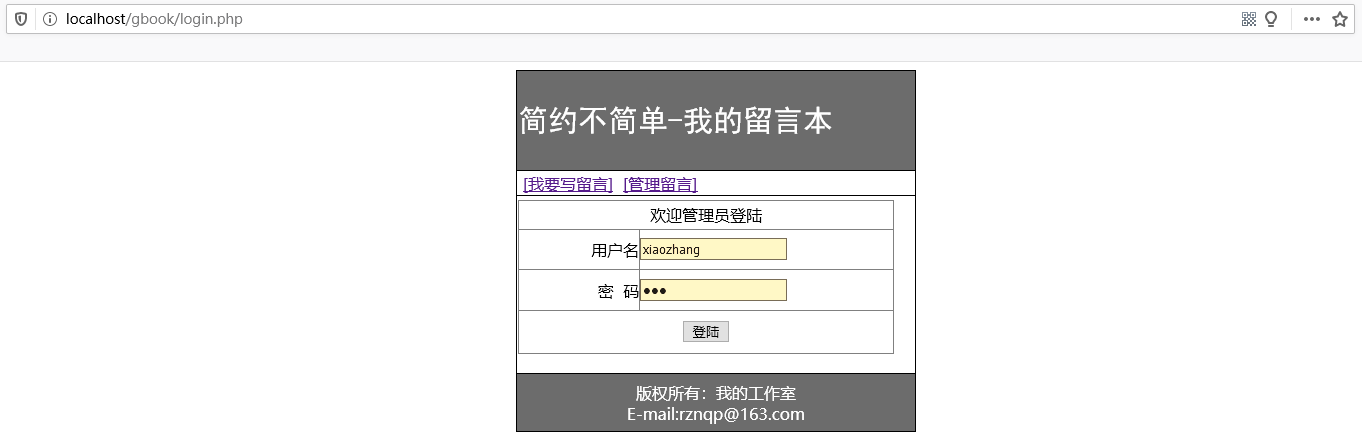 localhost/gbook/login.php
简约不简单-我的留言本
[我要写留言] [管理留言]
欢迎管理员登陆
用户名 xiaozhang
密 码 •••
登陆
版权所有：我的工作室
E-mail:rznqp@163.com